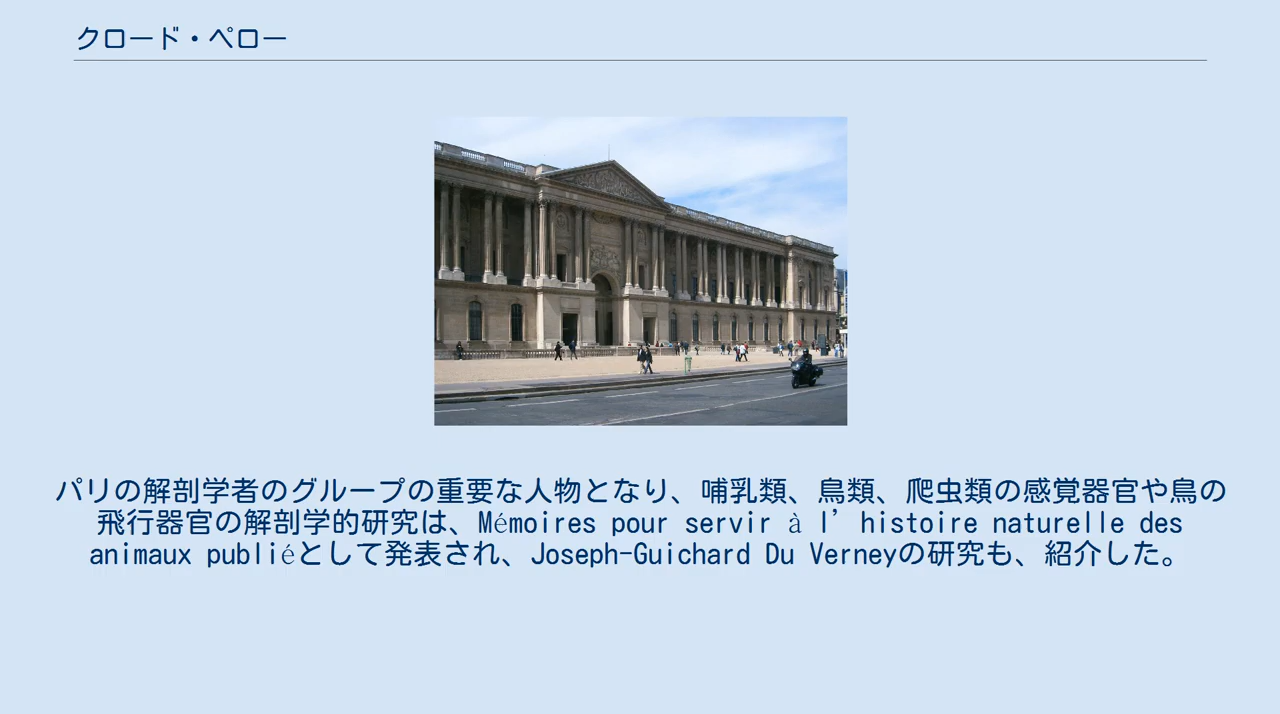 クロード・ペロー
パリの解剖学者のグループの重要な人物となり、哺乳類、鳥類、爬虫類の感覚器官や鳥の
飛行器官の解剖学的研究は、Mémoires pour servir à l’histoire naturelle des
animaux publiéとして発表され、Joseph-Guichard Du Verneyの研究も、紹介した。